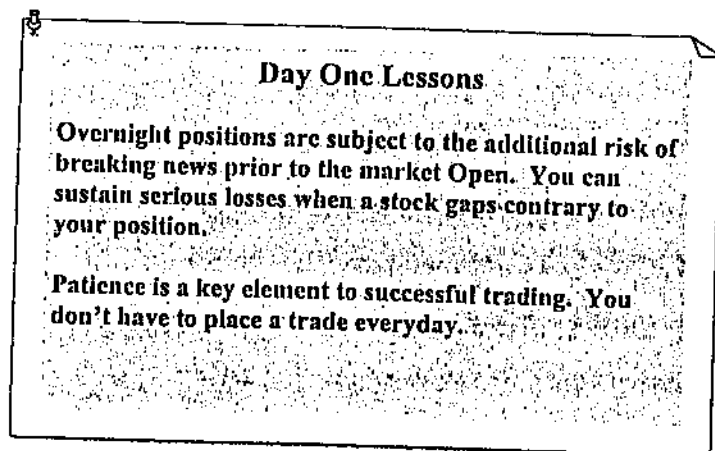 Day One Lessons
Overnight positions are subject to the additional risk of
breaking news prior to the market Open. You can
sustain serious losses when a stock gaps contrary to
your position.
Patience is a key element to successful trading. You
don't have to place a trade everyday.